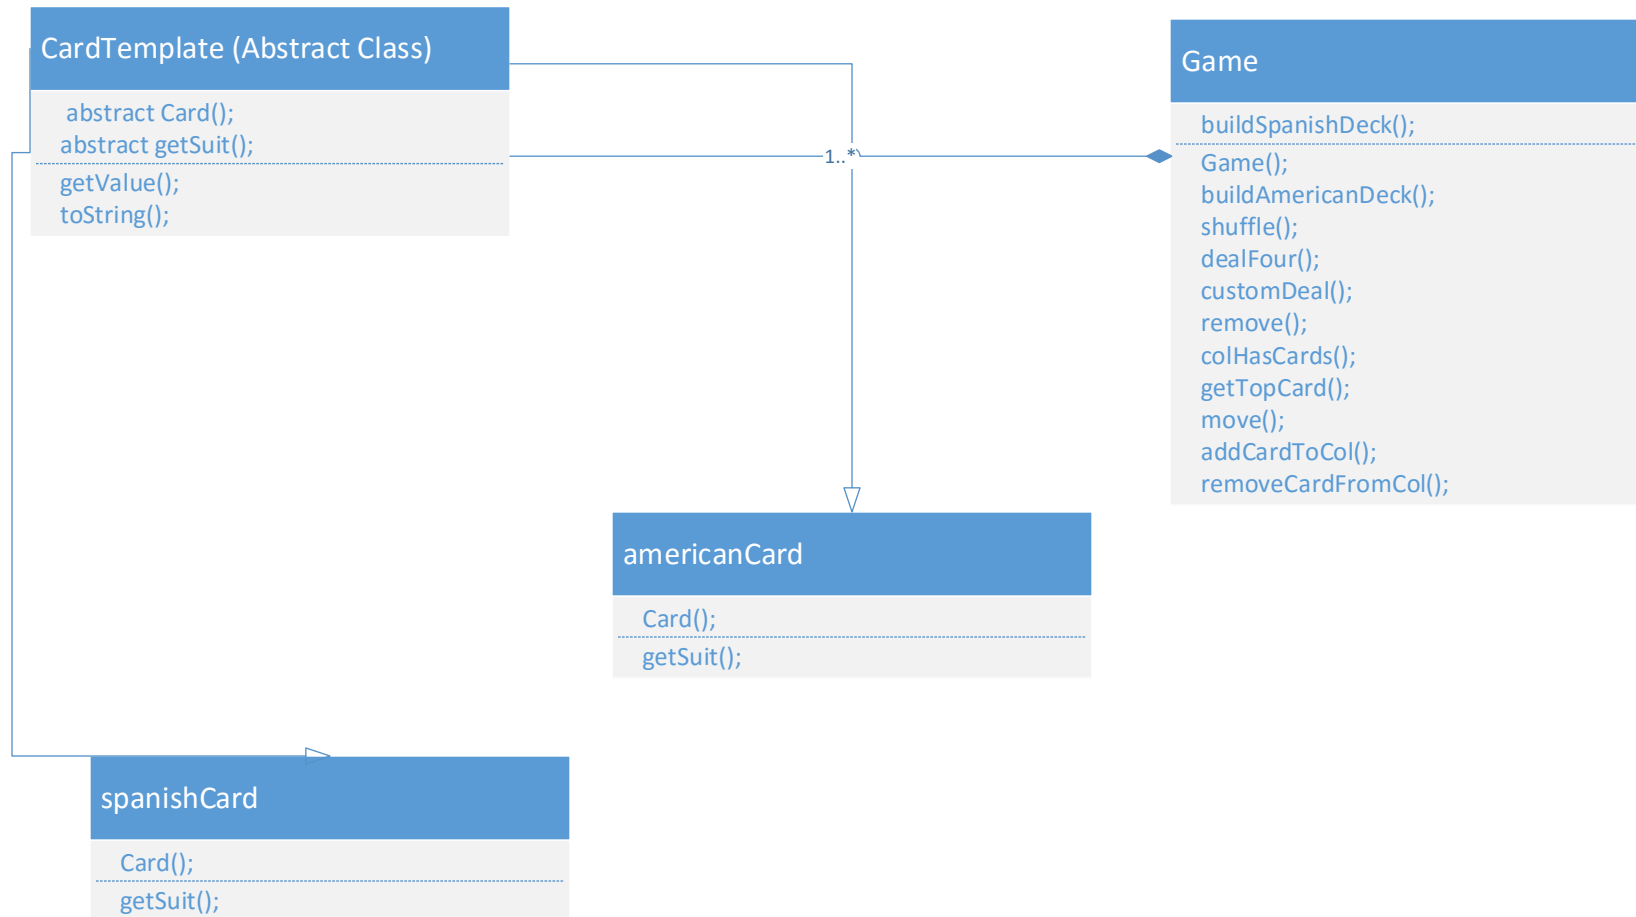 CardTemplate (Abstract Class)
abstract Card();
abstract getSuit();
getValue();
toString();
1..*
Game
buildSpanishDeck();
Game();
buildAmericanDeck();
shuffle();
dealFour();
customDeal();
remove();
colHasCards();
getTopCard();
move();
addCardToCol();
removeCardFromCol();
americanCard
Card();
getSuit();
spanishCard
Card();
getSuit();